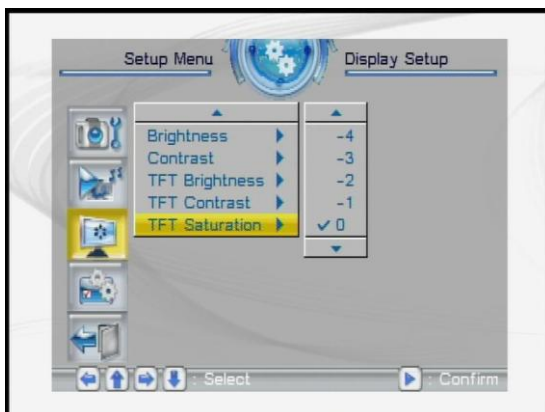 Setup Menu
Display Setup
Brightness
Contrast
TFT Brightness
TFT Contrast
TFT Saturation
-4
-3
-2
-1
✓ 0
: Select
: Confirm